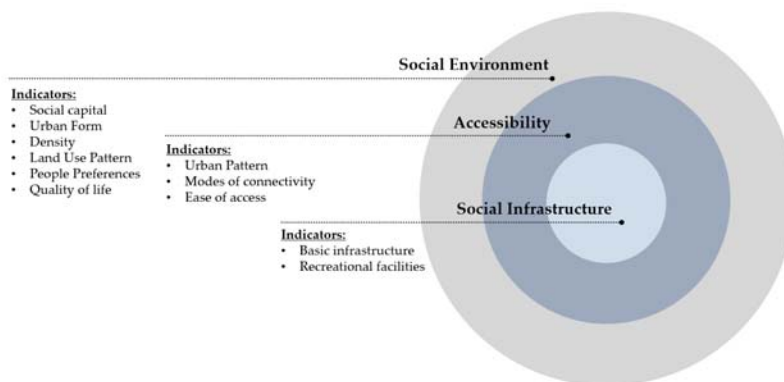 Social Environment
Indicators:
• Social capital
• Urban Form
• Density
• Land Use Pattern
• People Preferences
• Quality of life
Accessibility
Indicators:
• Urban Pattern
• Modes of connectivity
• Ease of access
Social Infrastructure
Indicators:
• Basic infrastructure
• Recreational facilities